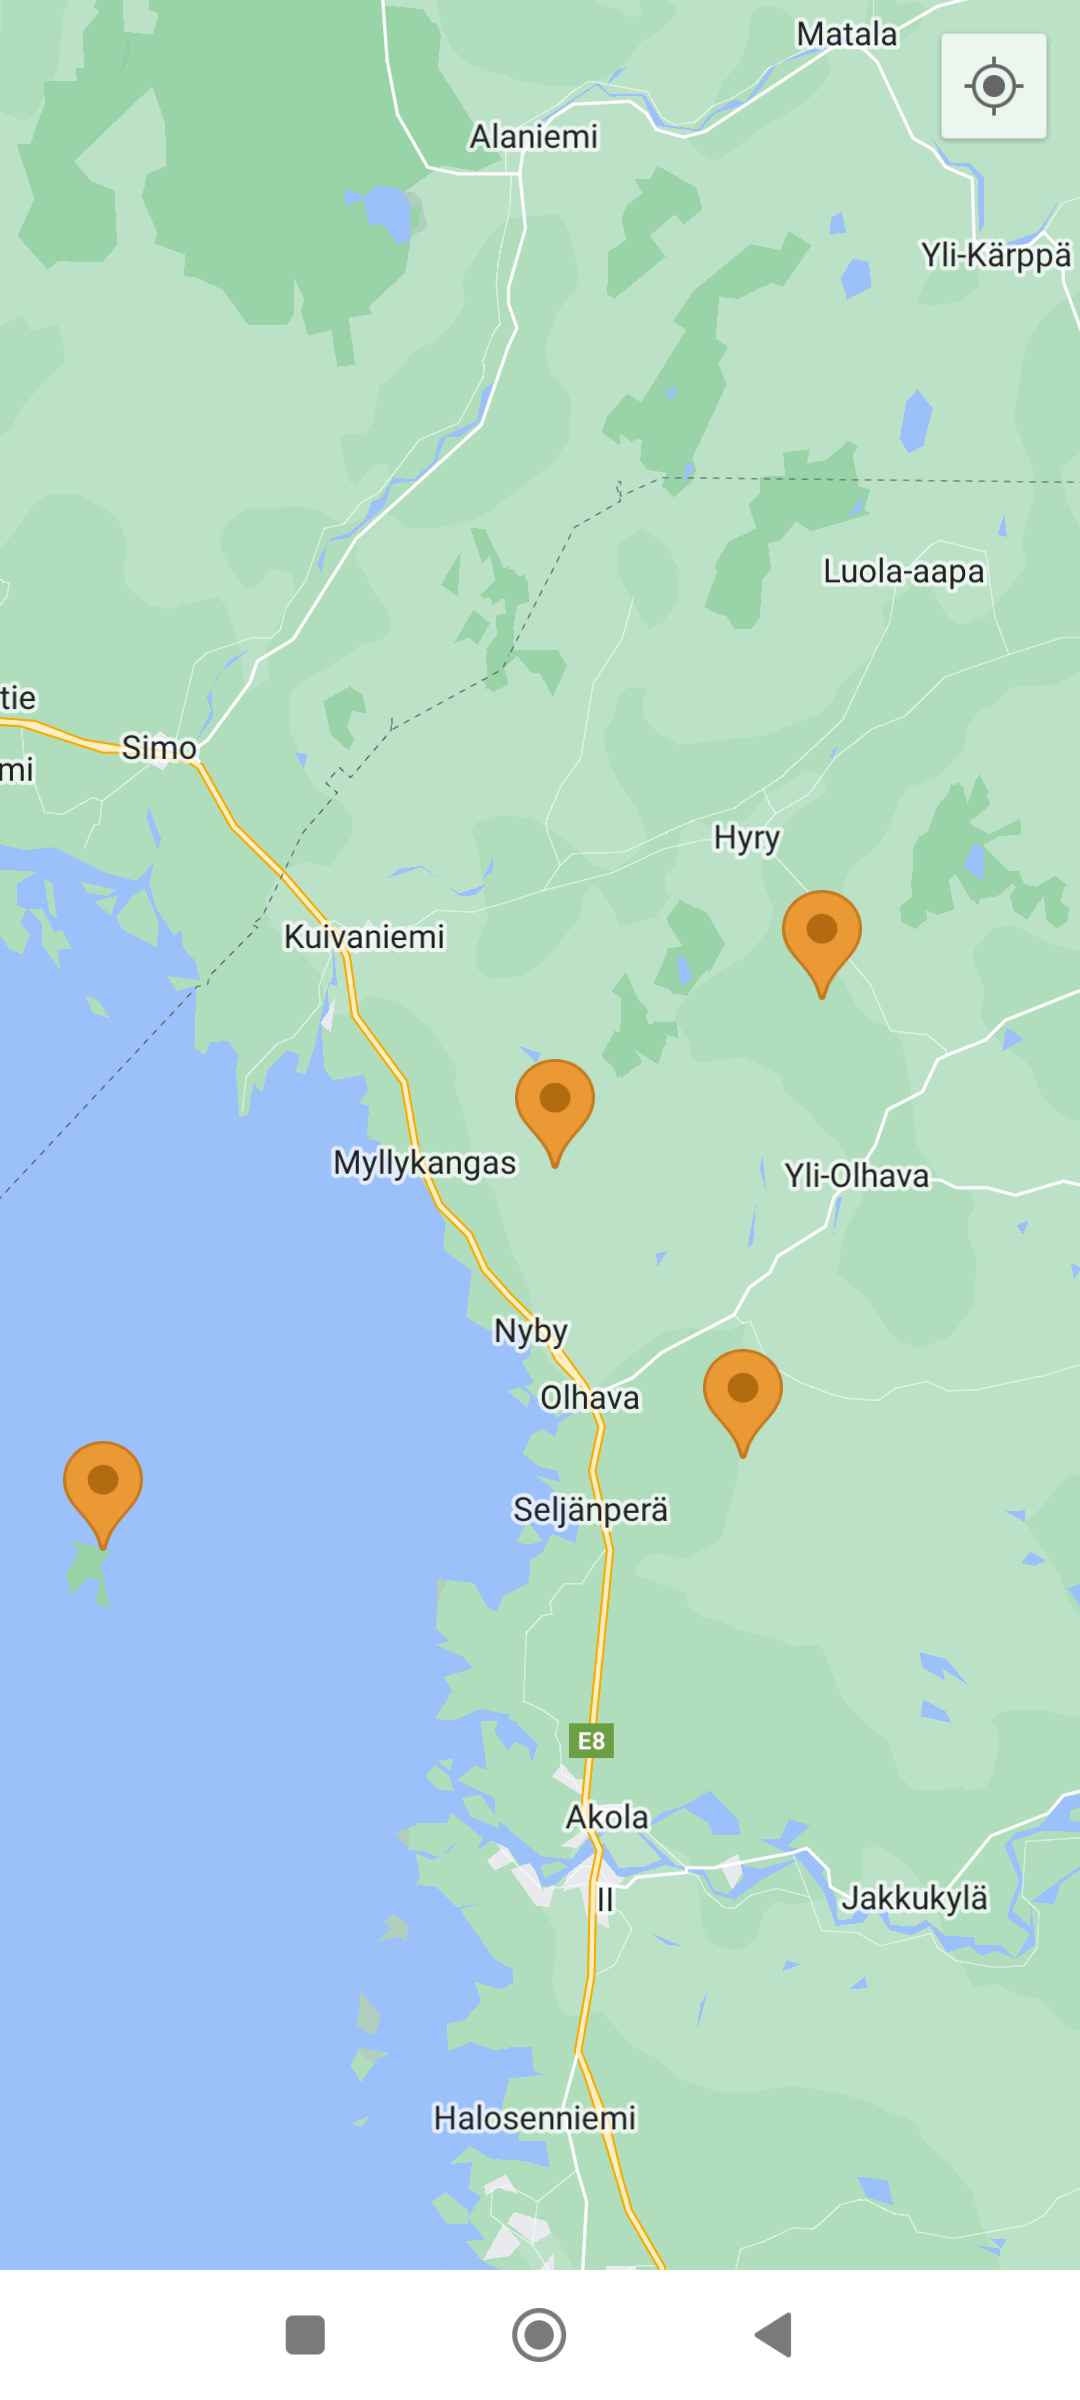 Matala
Alaniemi
Yli-Kärppä
Luola-aapa
tie
Simo
mi
Hyry
Kuivaniemi
Myllykangas
Yli-Olhava
Nyby
Olhava
Seljänperä
E8
Akola
II
Jakkukylä
Halosenniemi